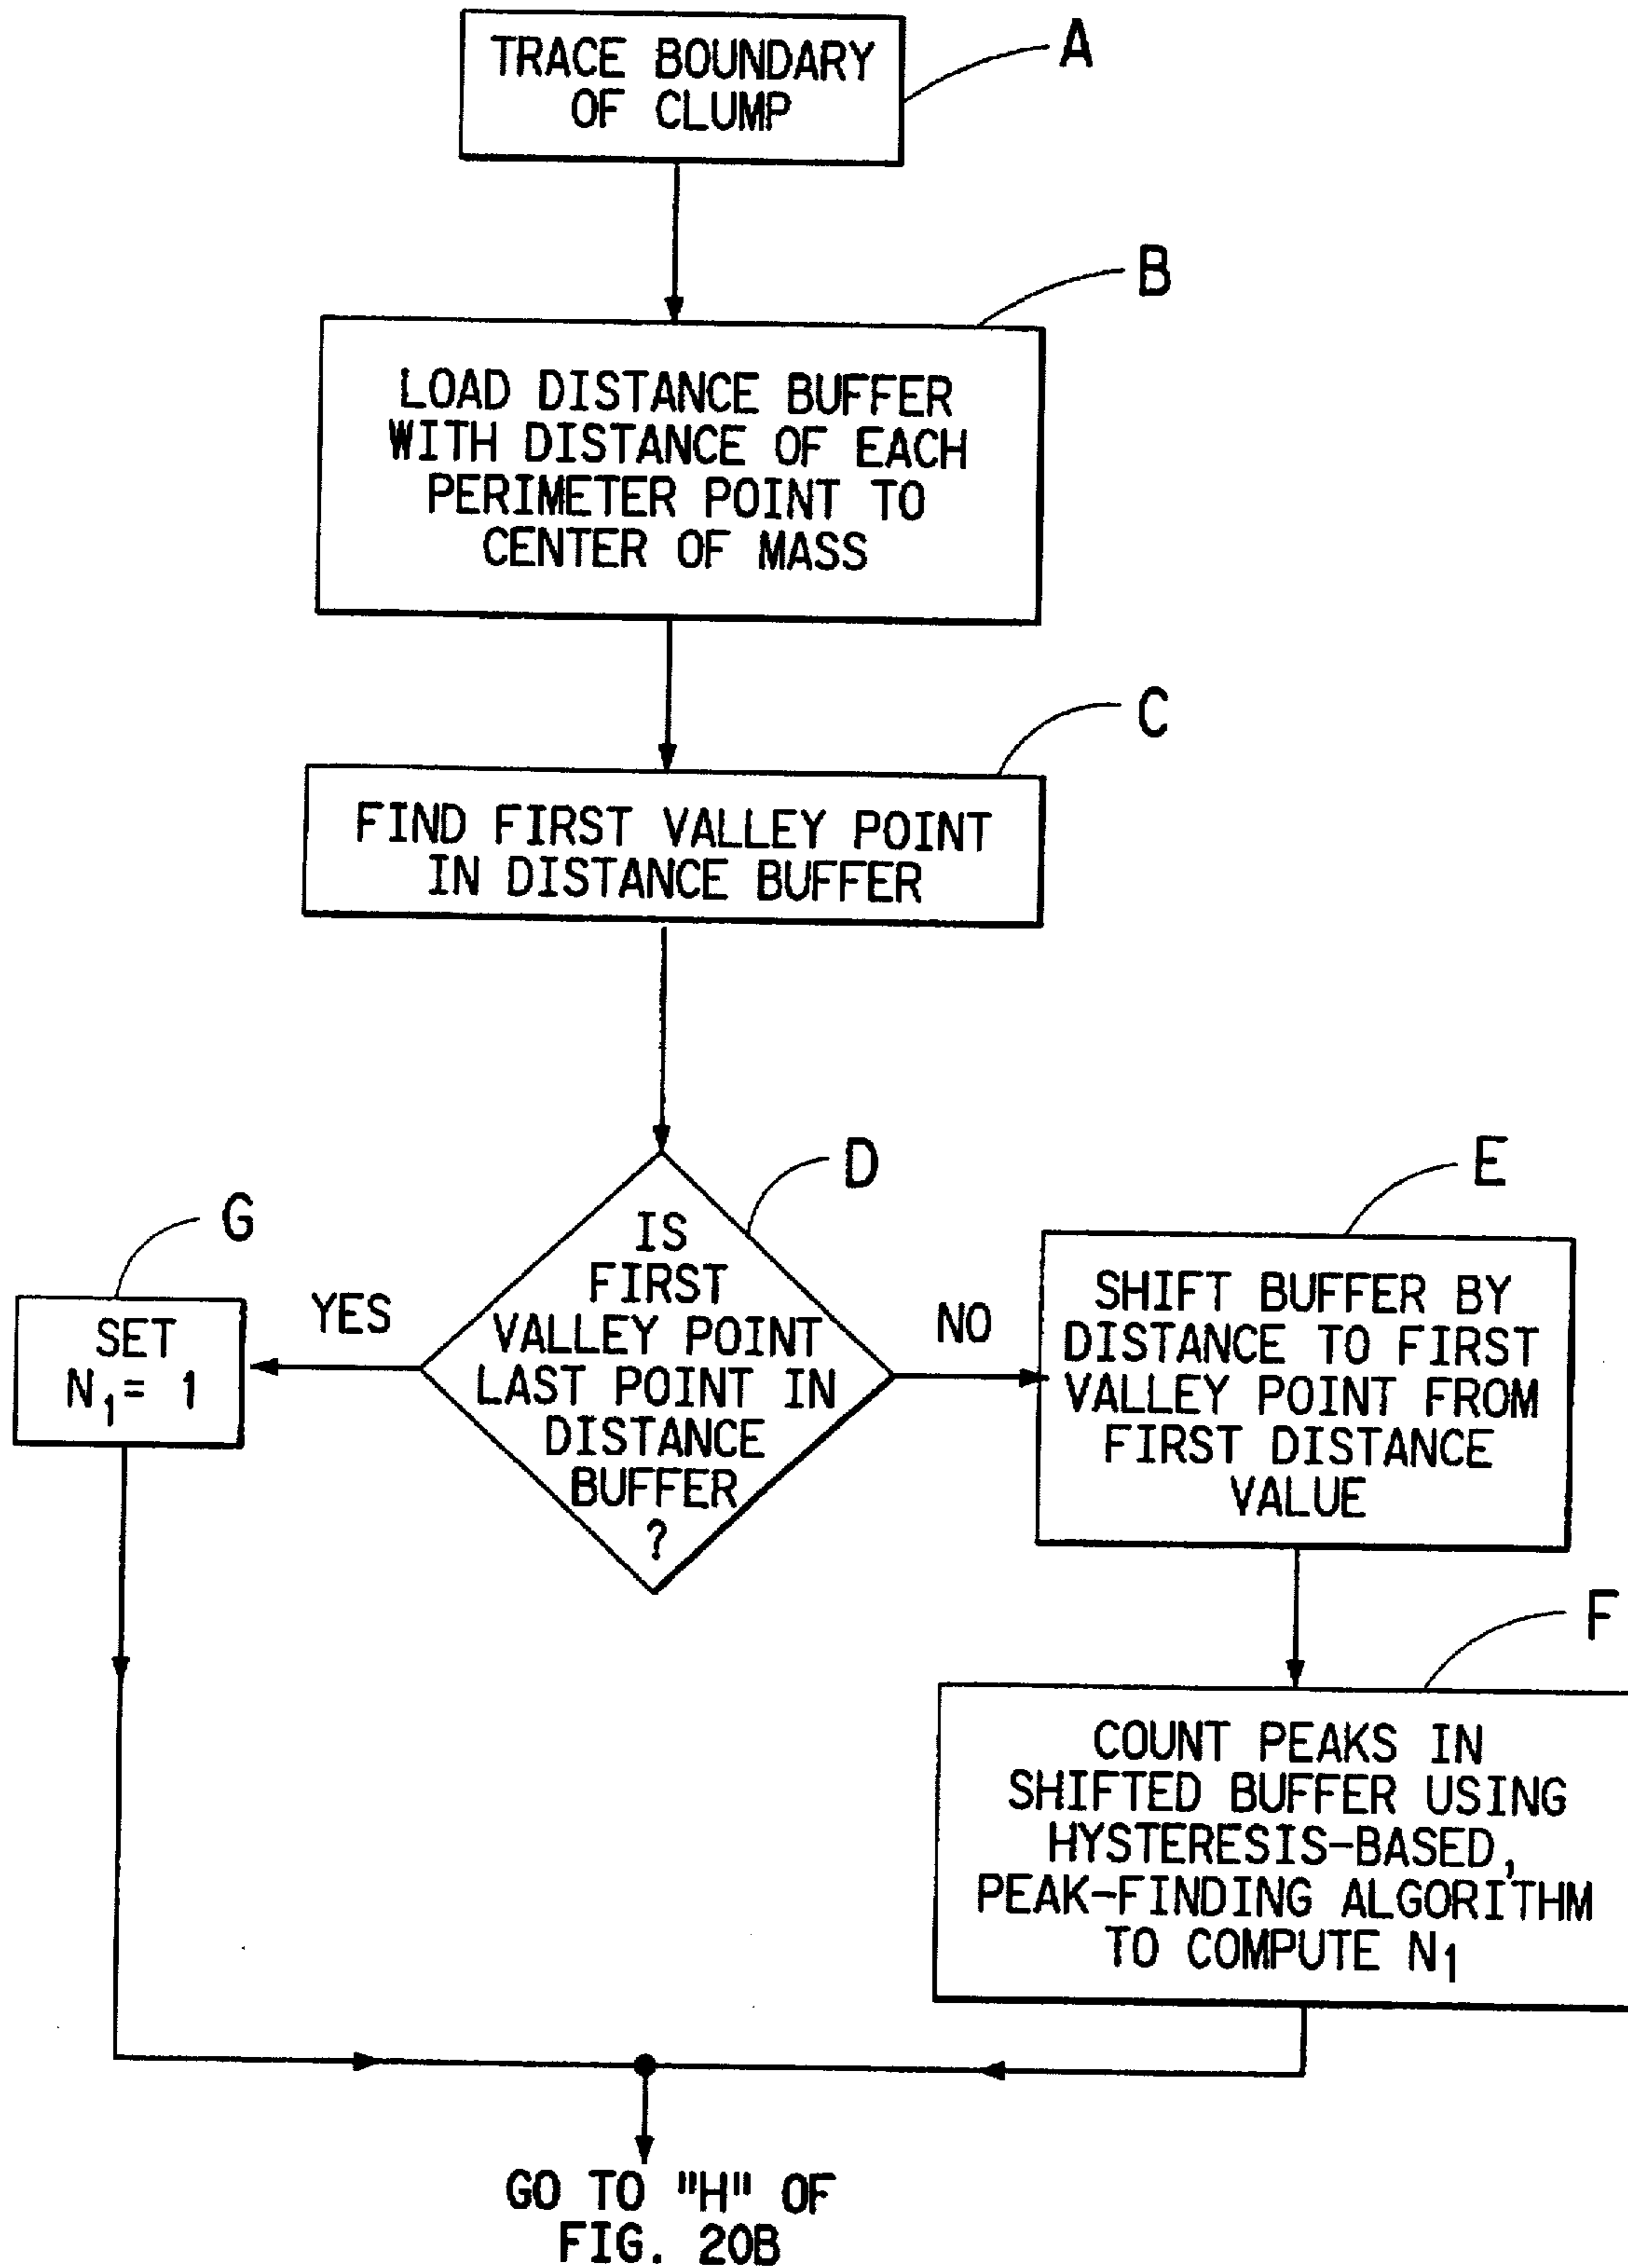 TRACE BOUNDARY
OF CLUMP
A
B
LOAD DISTANCE BUFFER
WITH DISTANCE OF EACH
PERIMETER POINT TO
CENTER OF MASS
C
FIND FIRST VALLEY POINT
IN DISTANCE BUFFER
D
IS
FIRST
VALLEY POINT
LAST POINT IN
DISTANCE
BUFFER
?
G
YES
SET
N₁ = 1
NO
E
SHIFT BUFFER BY
DISTANCE TO FIRST
VALLEY POINT FROM
FIRST DISTANCE
VALUE
F
COUNT PEAKS IN
SHIFTED BUFFER USING
HYSTERESIS-BASED,
PEAK-FINDING ALGORITHM
TO COMPUTE N₁
GO TO "H" OF
FIG. 20B